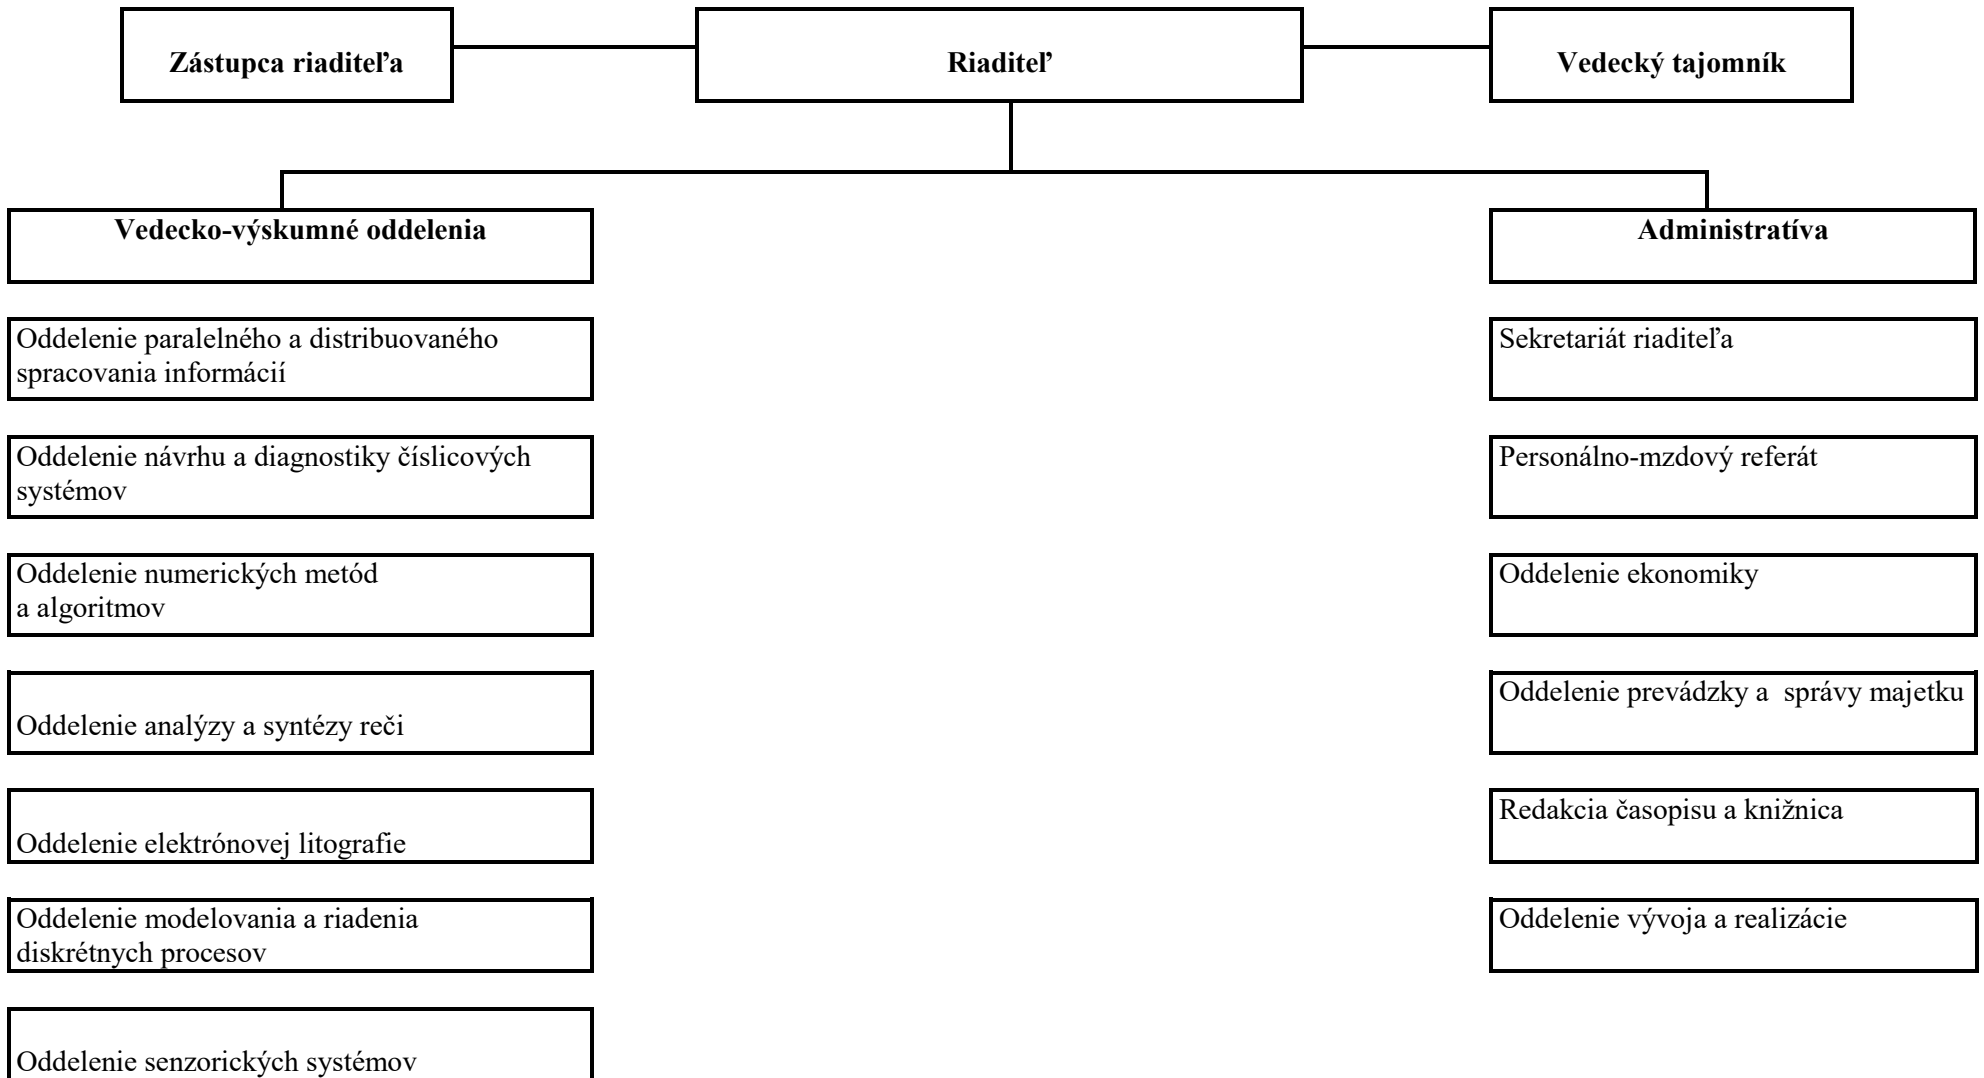 Zástupca riaditeľa
Riaditeľ
Vedecký tajomník
Vedecko-výskumné oddelenia
Administratíva
Oddelenie paralelného a distribuovaného
spracovania informácií
Sekretariát riaditeľa
Oddelenie návrhu a diagnostiky číslicových
systémov
Personálno-mzdový referát
Oddelenie numerických metód
a algoritmov
Oddelenie ekonomiky
Oddelenie analýzy a syntézy reči
Oddelenie prevádzky a  správy majetku
Oddelenie elektrónovej litografie
Redakcia časopisu a knižnica
Oddelenie modelovania a riadenia
diskrétnych procesov
Oddelenie vývoja a realizácie
Oddelenie senzorických systémov